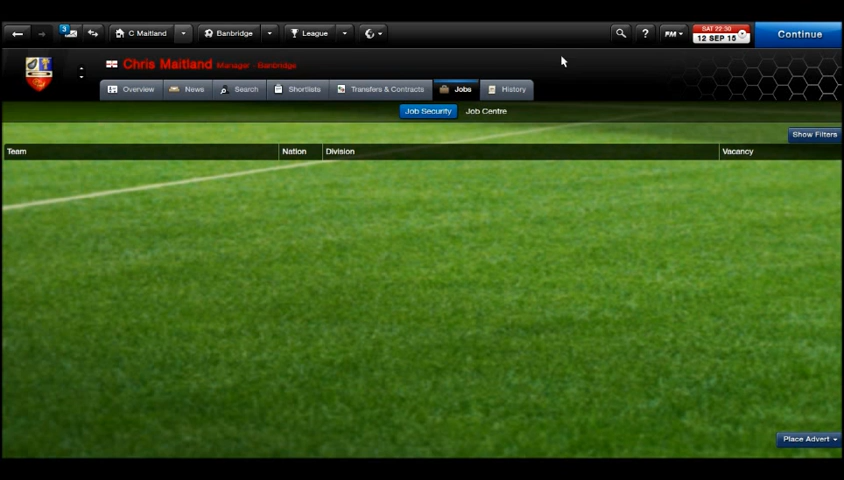 3 C Maitland Banbridge League ? FM SAT 22:30 12 SEP 15 Continue
Chris Maitland Manager - Banbridge
Overview News Search Shortlists Transfers & Contracts Jobs History
Job Security Job Centre
Show Filters
Team Nation Division Vacancy
Place Advert